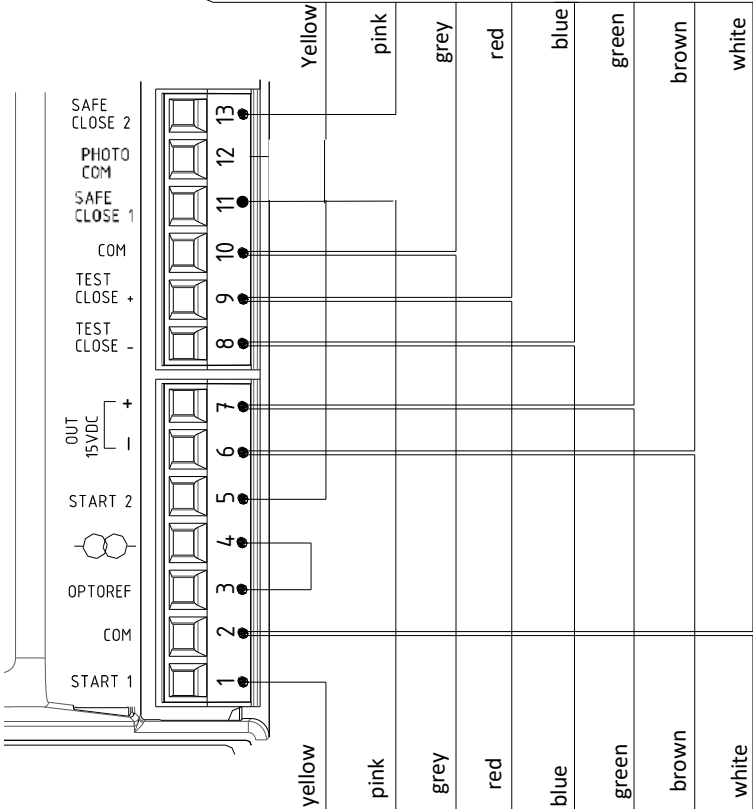 Yellow
pink
grey
red
blue
green
brown
white
SAFE
CLOSE 2
13
PHOTO
COM
12
SAFE
CLOSE 1
11
COM
10
TEST
CLOSE +
9
TEST
CLOSE -
8
OUT
15VDC
+
7
-
6
START 2
5
4
OPTOREF
3
COM
2
START 1
1
yellow
pink
grey
red
blue
green
brown
white